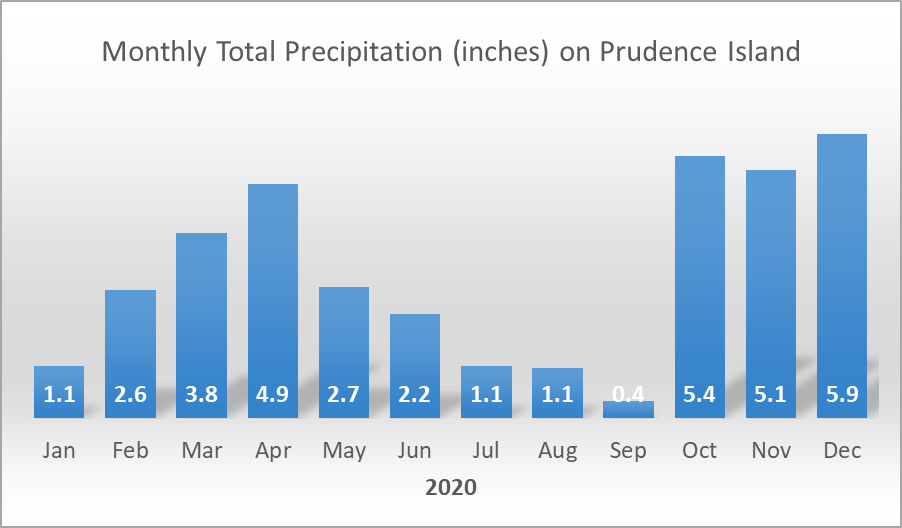 Monthly Total Precipitation (inches) on Prudence Island
1.1 2.6 3.8 4.9 2.7 2.2 1.1 1.1 0.4 5.4 5.1 5.9
Jan Feb Mar Apr May Jun Jul Aug Sep Oct Nov Dec
2020